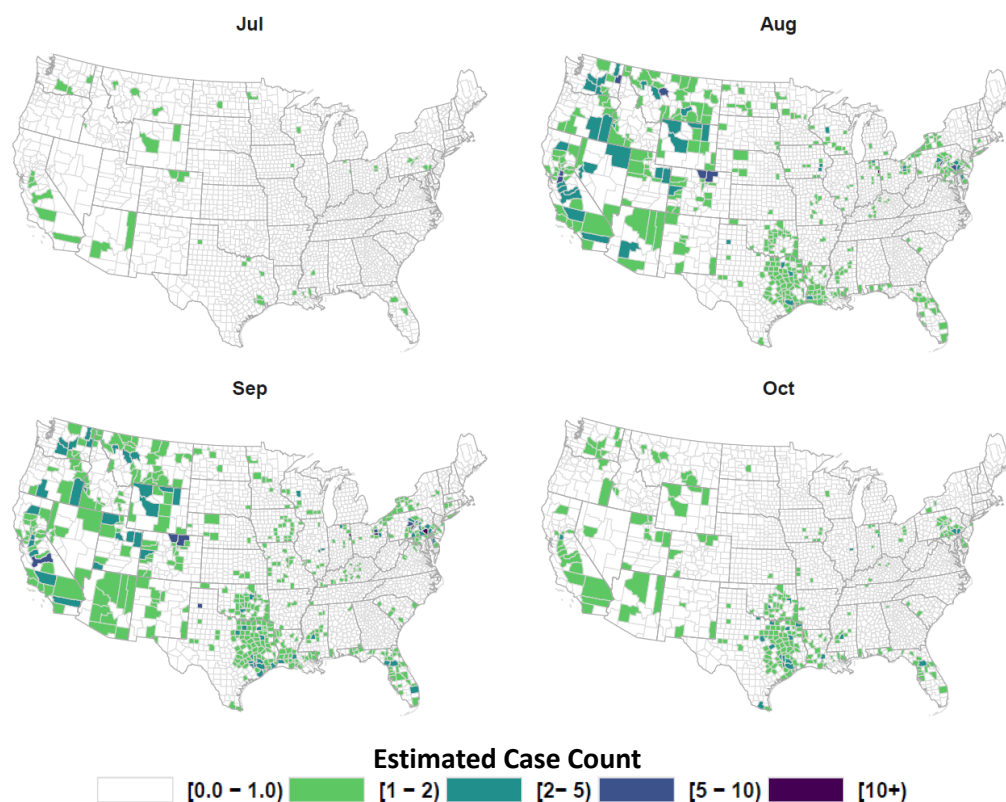 Jul
Aug
Sep
Oct
Estimated Case Count
[0.0 − 1.0) [1 − 2) [2− 5) [5 − 10) [10+)